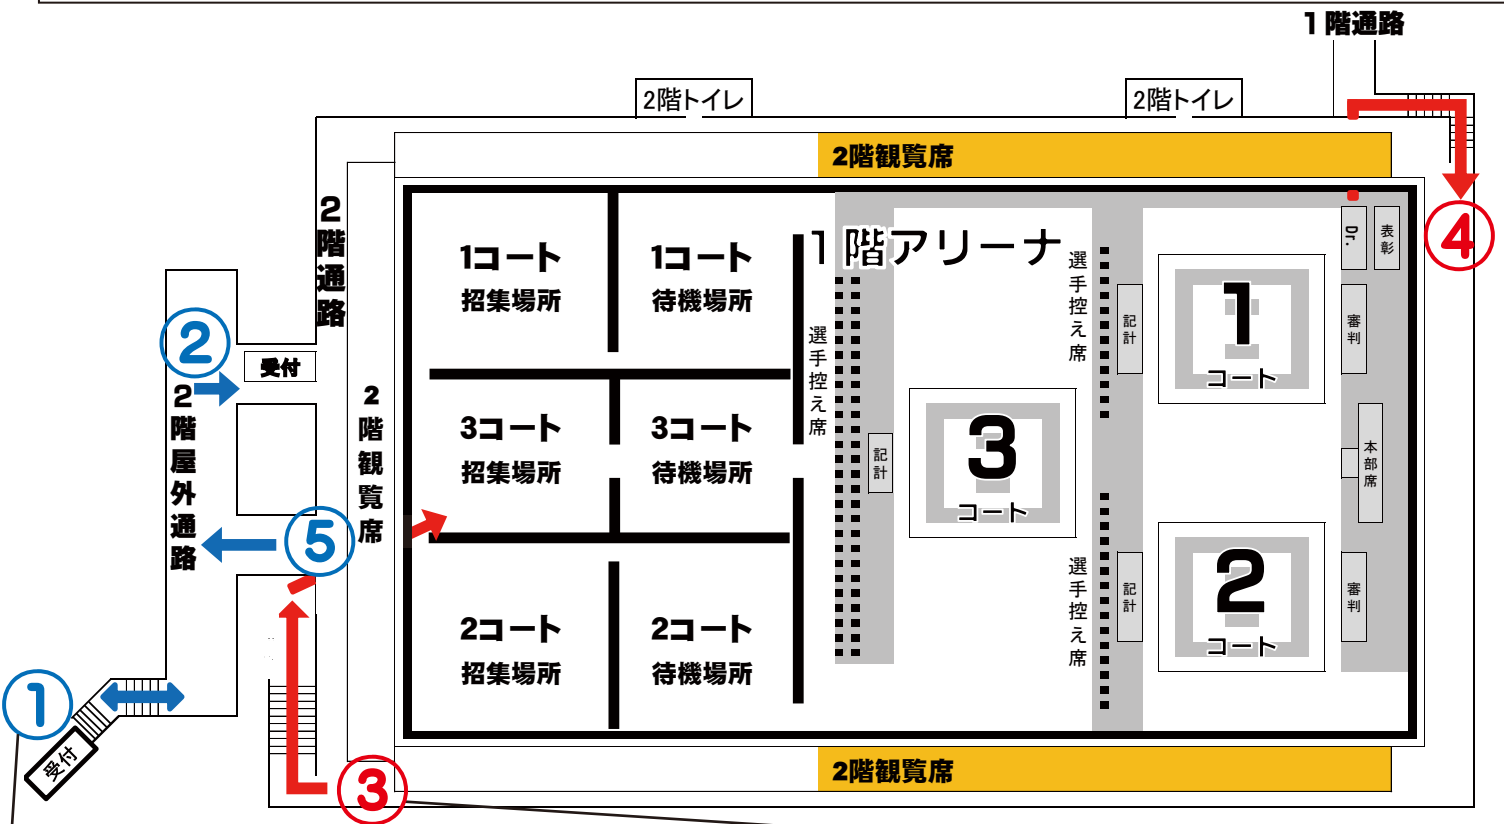 1階通路
2階トイレ
2階トイレ
2階観覧席
2階通路
1階アリーナ
④
1コート
招集場所
1コート
待機場所
選手控え席
選手控え席
Dr.
表彰
記計
1
コート
審判
②
受付
2階屋外通路
2階観覧席
3コート
招集場所
3コート
待機場所
記計
3
コート
本部席
⑤
選手控え席
記計
2
コート
審判
2コート
招集場所
2コート
待機場所
①
受付
③
2階観覧席